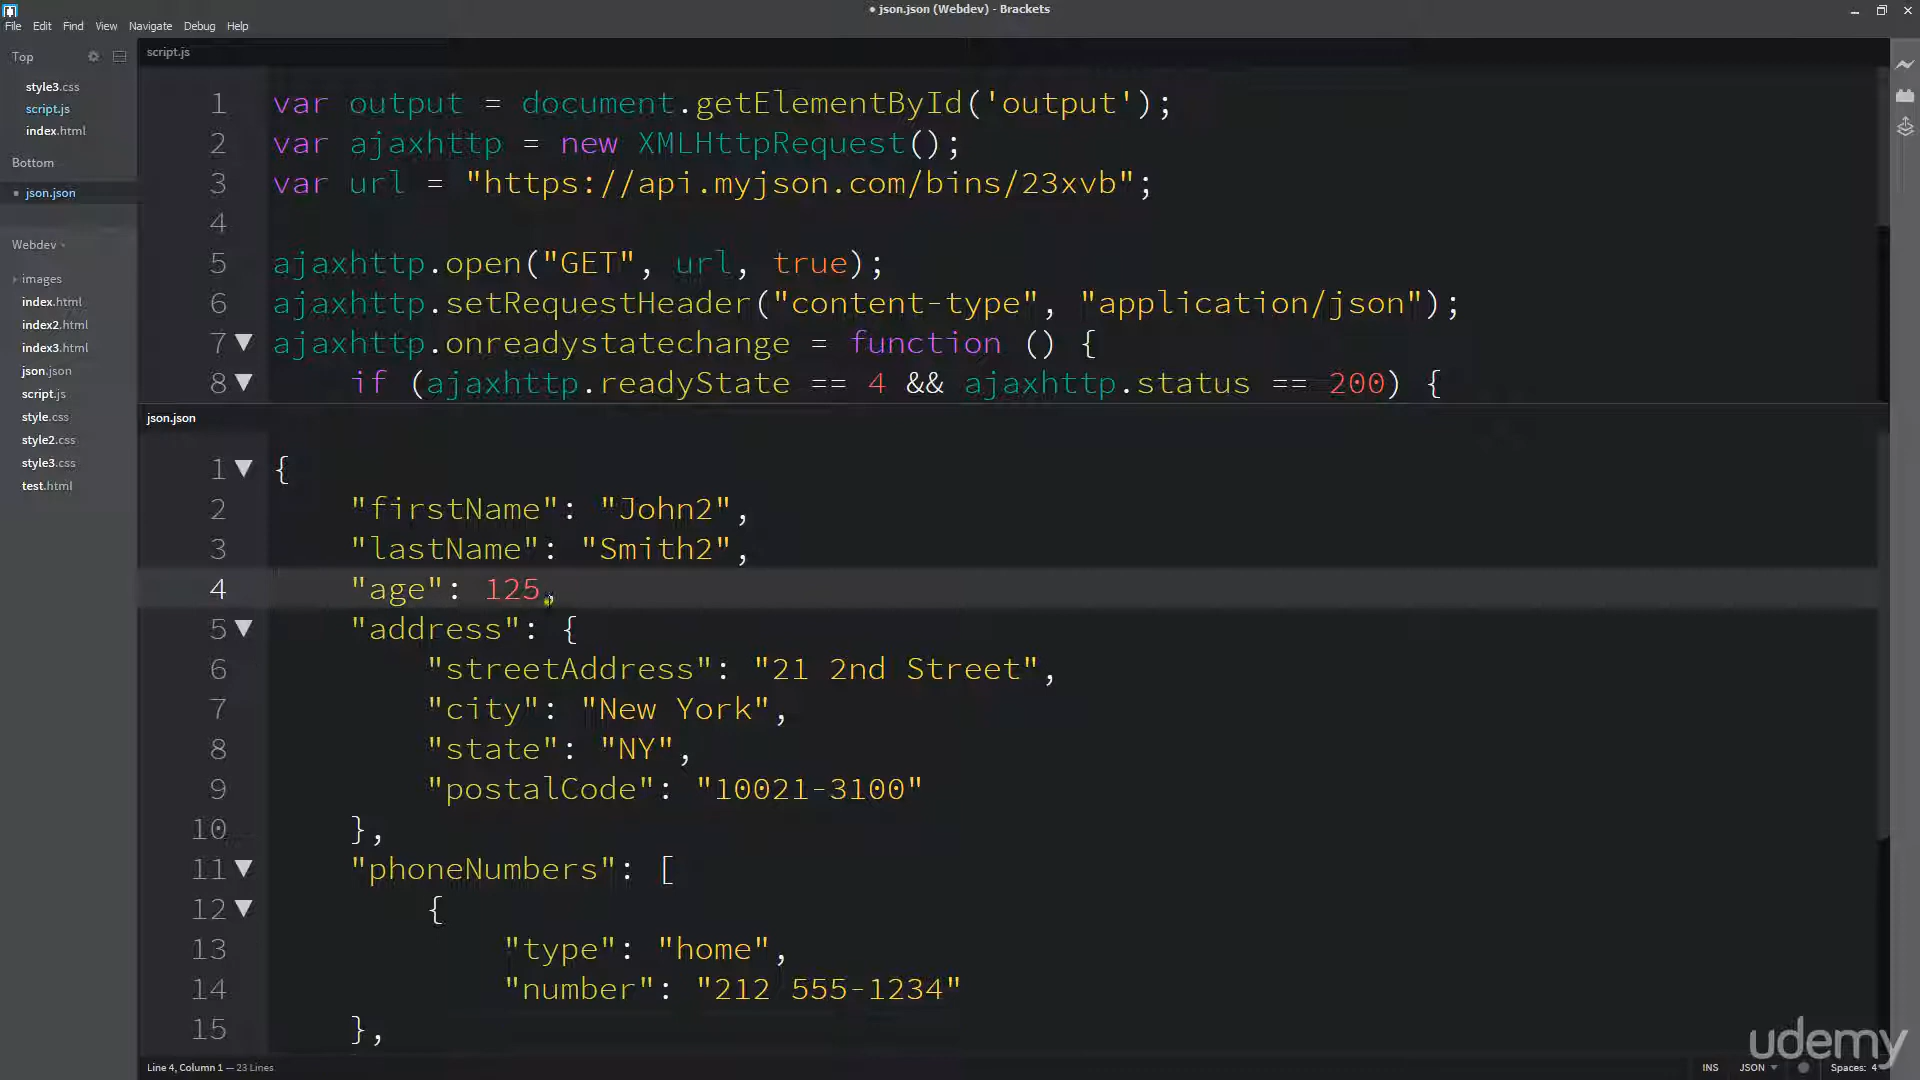 • json.json (Webdev) - Brackets
File Edit Find View Navigate Debug Help
Top
style3.css
script.js
index.html
Bottom
• json.json
Webdev
images
index.html
index2.html
index3.html
json.json
script.js
style.css
style2.css
style3.css
test.html
script.js
1 var output = document.getElementById('output');
2 var ajaxhttp = new XMLHttpRequest();
3 var url = "https://api.myjson.com/bins/23xvb";
4
5 ajaxhttp.open("GET", url, true);
6 ajaxhttp.setRequestHeader("content-type", "application/json");
7 ajaxhttp.onreadystatechange = function () {
8 if (ajaxhttp.readyState == 4 && ajaxhttp.status == 200) {
json.json
1 {
2 "firstName": "John2",
3 "lastName": "Smith2",
4 "age": 125,
5 "address": {
6 "streetAddress": "21 2nd Street",
7 "city": "New York",
8 "state": "NY",
9 "postalCode": "10021-3100"
10 },
11 "phoneNumbers": [
12 {
13 "type": "home",
14 "number": "212 555-1234"
15 },
Line 4, Column 1 — 23 Lines
INS JSON Spaces: 4
udemy